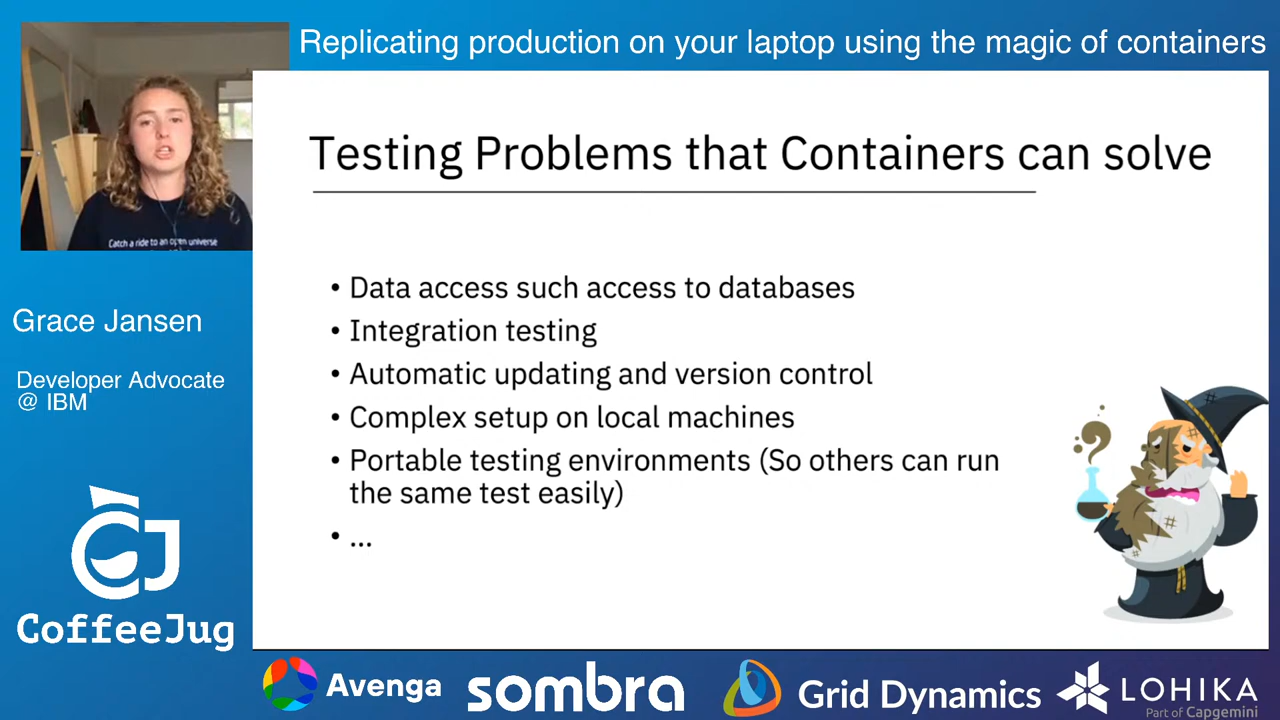 Replicating production on your laptop using the magic of containers
Catch a ride to an open universe
Grace Jansen
Developer Advocate
@ IBM
CJ
CoffeeJug
Testing Problems that Containers can solve
• Data access such access to databases
• Integration testing
• Automatic updating and version control
• Complex setup on local machines
• Portable testing environments (So others can run
the same test easily)
• ...
Avenga
sombra
Grid Dynamics
LOHIKA
Part of Capgemini